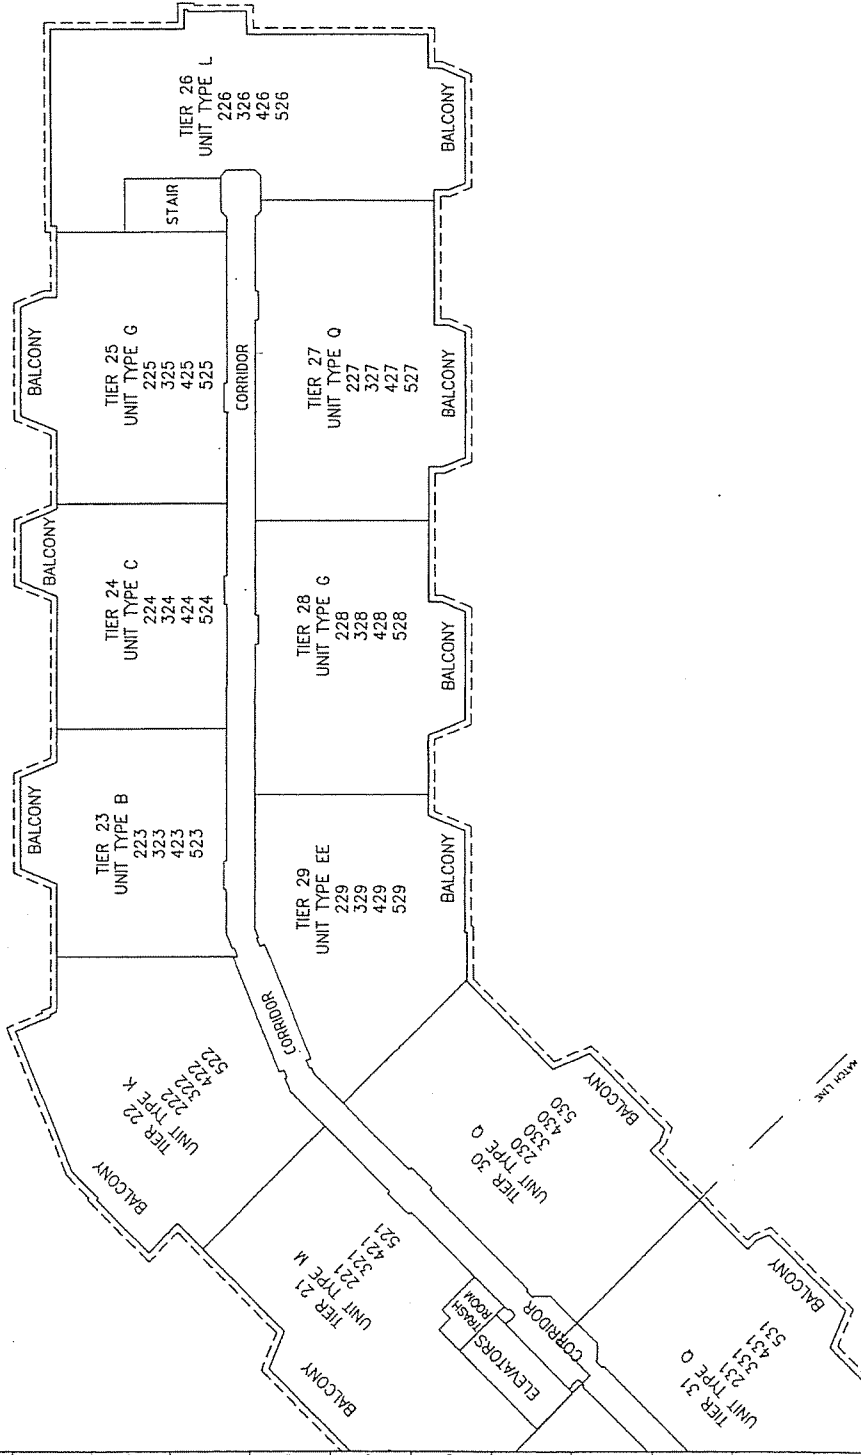 TIER 26
UNIT TYPE L
226
326
426
526
BALCONY
STAIR
BALCONY
TIER 25
UNIT TYPE G
225
325
425
525
CORRIDOR
TIER 27
UNIT TYPE Q
227
327
427
527
BALCONY
BALCONY
TIER 24
UNIT TYPE C
224
324
424
524
TIER 28
UNIT TYPE G
228
328
428
528
BALCONY
BALCONY
TIER 23
UNIT TYPE B
223
323
423
523
TIER 29
UNIT TYPE EE
229
329
429
529
BALCONY
CORRIDOR
TIER 22
UNIT TYPE K
222
322
422
522
BALCONY
TIER 30
UNIT TYPE Q
230
330
430
530
BALCONY
MATCH LINE
TIER 21
UNIT TYPE M
221
321
421
521
BALCONY
TRASH
ROOM
ELEVATORS
CORRIDOR
TIER 31
UNIT TYPE Q
231
331
431
531
BALCONY